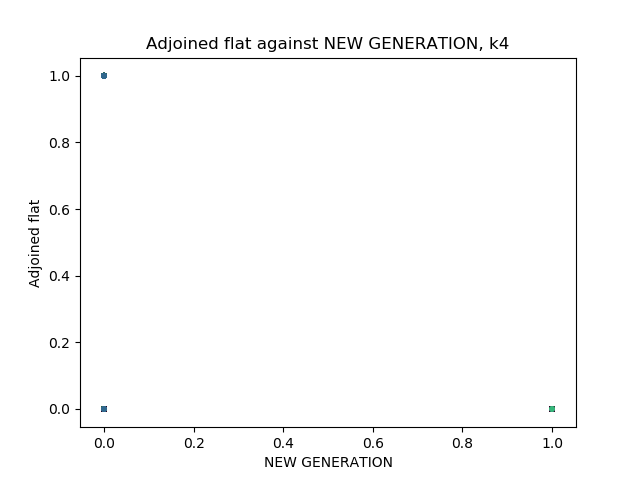 Adjoined flat against NEW GENERATION, k4
1.0
0.8
0.6
0.4
0.2
0.0
Adjoined flat
0.0 0.2 0.4 0.6 0.8 1.0
NEW GENERATION